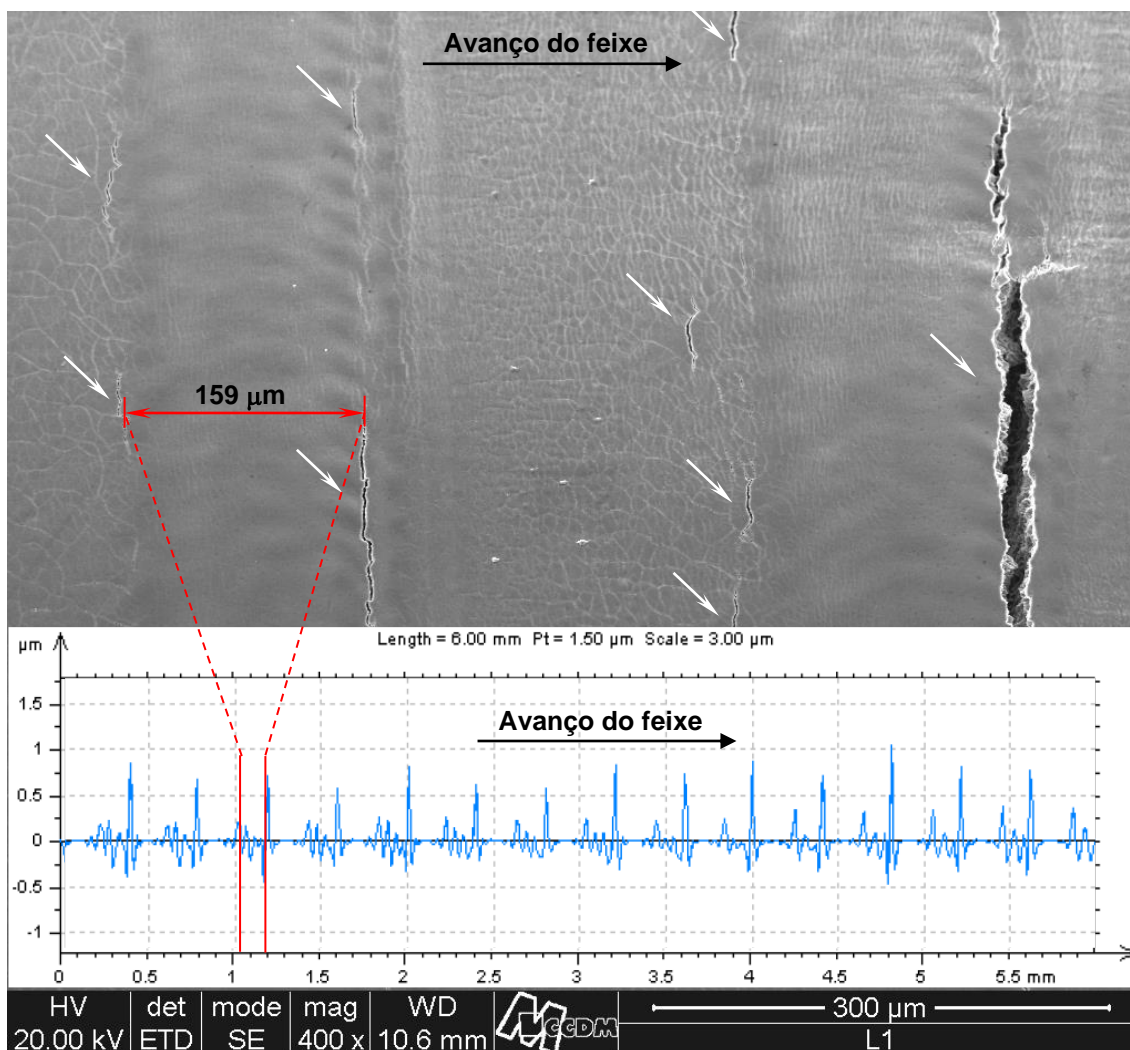 Avanço do feixe
159 μm
Length = 6.00 mm Pt = 1.50 µm Scale = 3.00 µm
µm
Avanço do feixe
1.5
1
0.5
0
-0.5
-1
0 0.5 1 1.5 2 2.5 3 3.5 4 4.5 5 5.5 mm
HV det mode mag WD CCDM 300 µm
20.00 kV ETD SE 400 x 10.6 mm L1